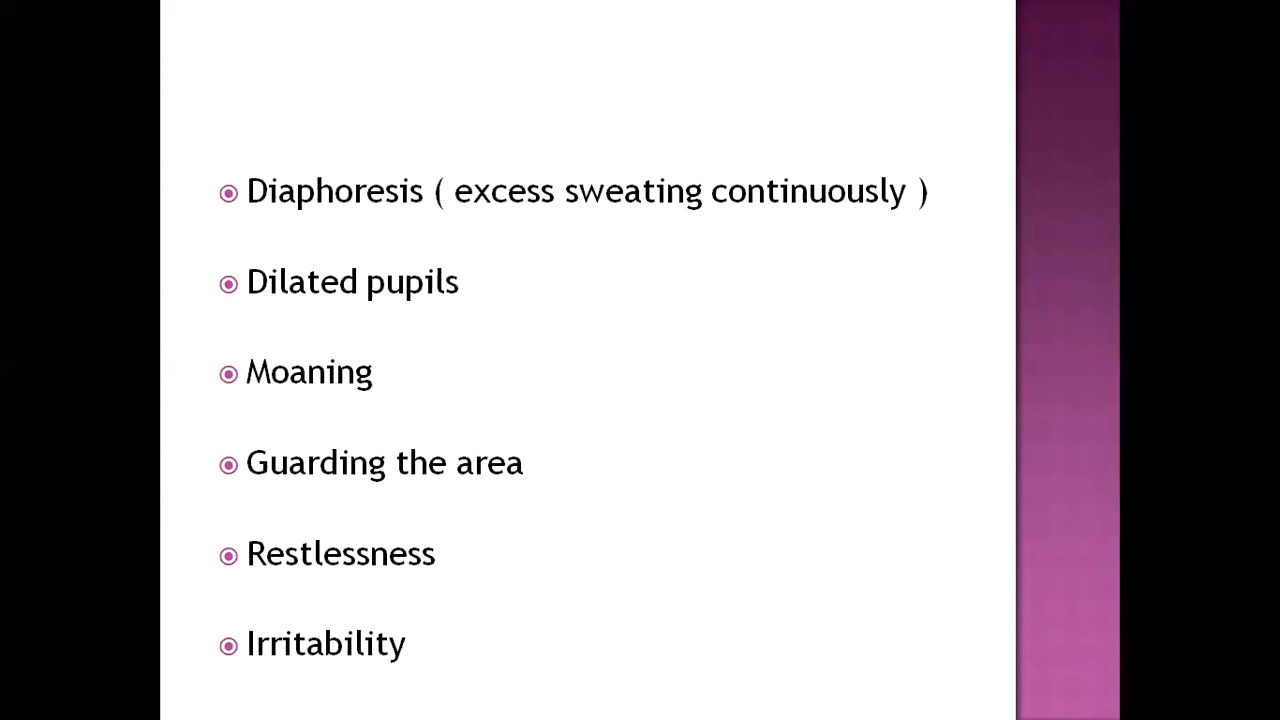 Diaphoresis ( excess sweating continuously )
Dilated pupils
Moaning
Guarding the area
Restlessness
Irritability